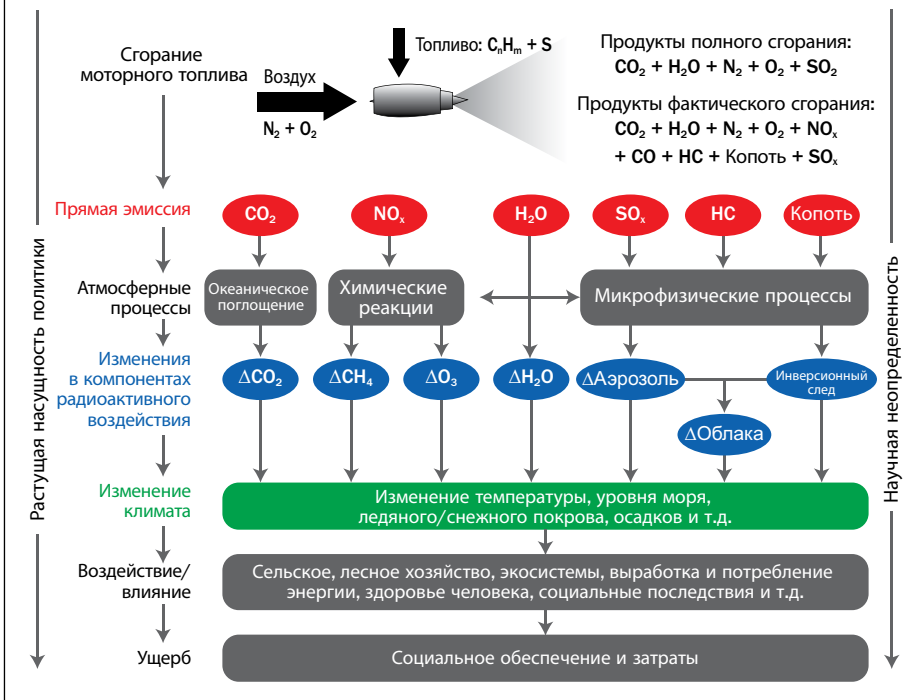 Сгорание
моторного топлива
Воздух
N₂ + O₂
Топливо: CₙHₘ + S
Продукты полного сгорания:
CO₂ + H₂O + N₂ + O₂ + SO₂
Продукты фактического сгорания:
CO₂ + H₂O + N₂ + O₂ + NOₓ
+ CO + HC + Копоть + SOₓ
Прямая эмиссия
CO₂
NOₓ
H₂O
SOₓ
HC
Копоть
Атмосферные
процессы
Океаническое
поглощение
Химические
реакции
Микрофизические процессы
Изменения
в компонентах
радиоактивного
воздействия
ΔCO₂
ΔCH₄
ΔO₃
ΔH₂O
ΔАэрозоль
Инверсионный
след
ΔОблака
Изменение
климата
Изменение температуры, уровня моря,
ледяного/снежного покрова, осадков и т.д.
Воздействие/
влияние
Сельское, лесное хозяйство, экосистемы, выработка и потребление
энергии, здоровье человека, социальные последствия и т.д.
Ущерб
Социальное обеспечение и затраты
Растущая насущность политики
Научная неопределенность